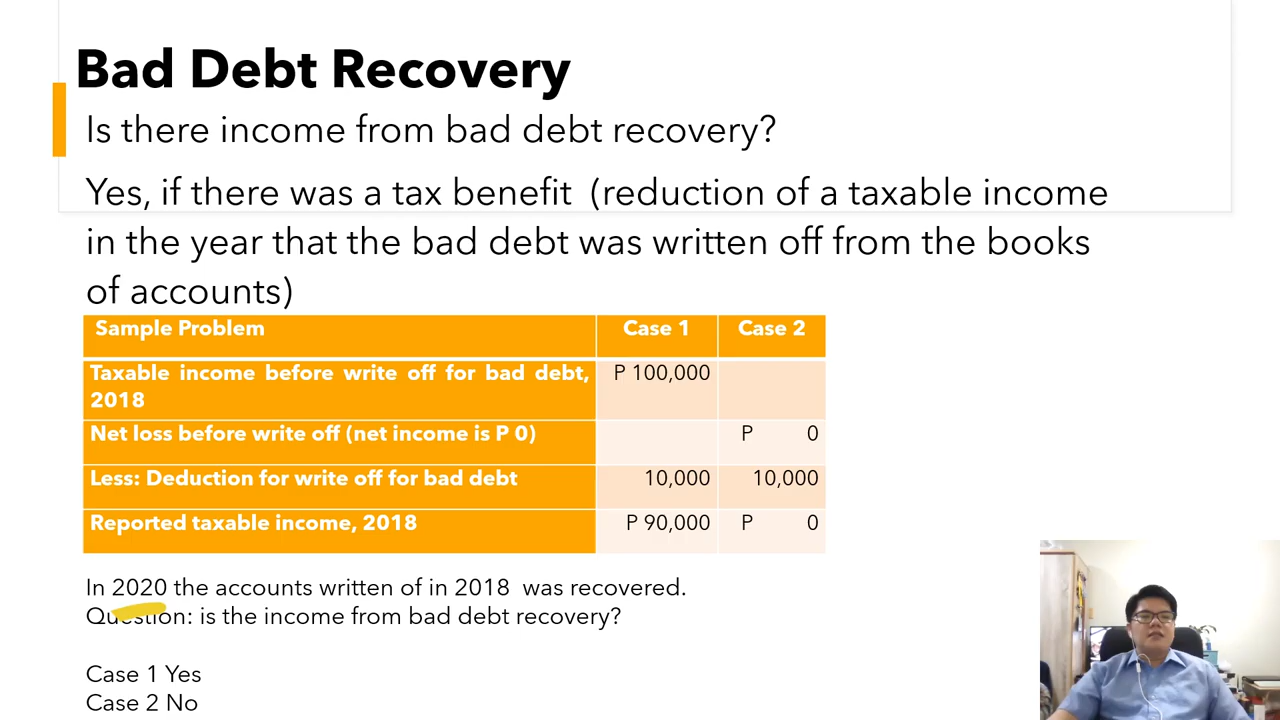 Bad Debt Recovery
Is there income from bad debt recovery?
Yes, if there was a tax benefit (reduction of a taxable income
in the year that the bad debt was written off from the books
of accounts)
Sample Problem Case 1 Case 2
Taxable income before write off for bad debt, P 100,000
2018
Net loss before write off (net income is P 0) P 0
Less: Deduction for write off for bad debt 10,000 10,000
Reported taxable income, 2018 P 90,000 P 0
In 2020 the accounts written of in 2018 was recovered.
Question: is the income from bad debt recovery?
Case 1 Yes
Case 2 No